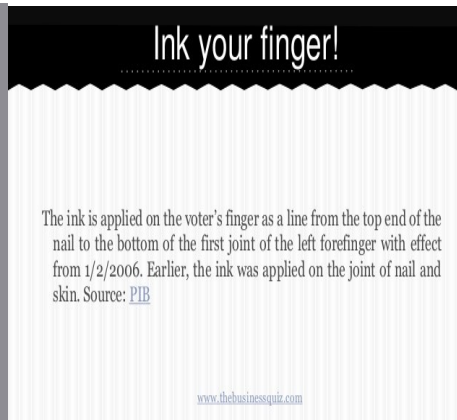 Ink your finger!
The ink is applied on the voter's finger as a line from the top end of the
nail to the bottom of the first joint of the left forefinger with effect
from 1/2/2006. Earlier, the ink was applied on the joint of nail and
skin. Source: PIB
www.thebusinessquiz.com